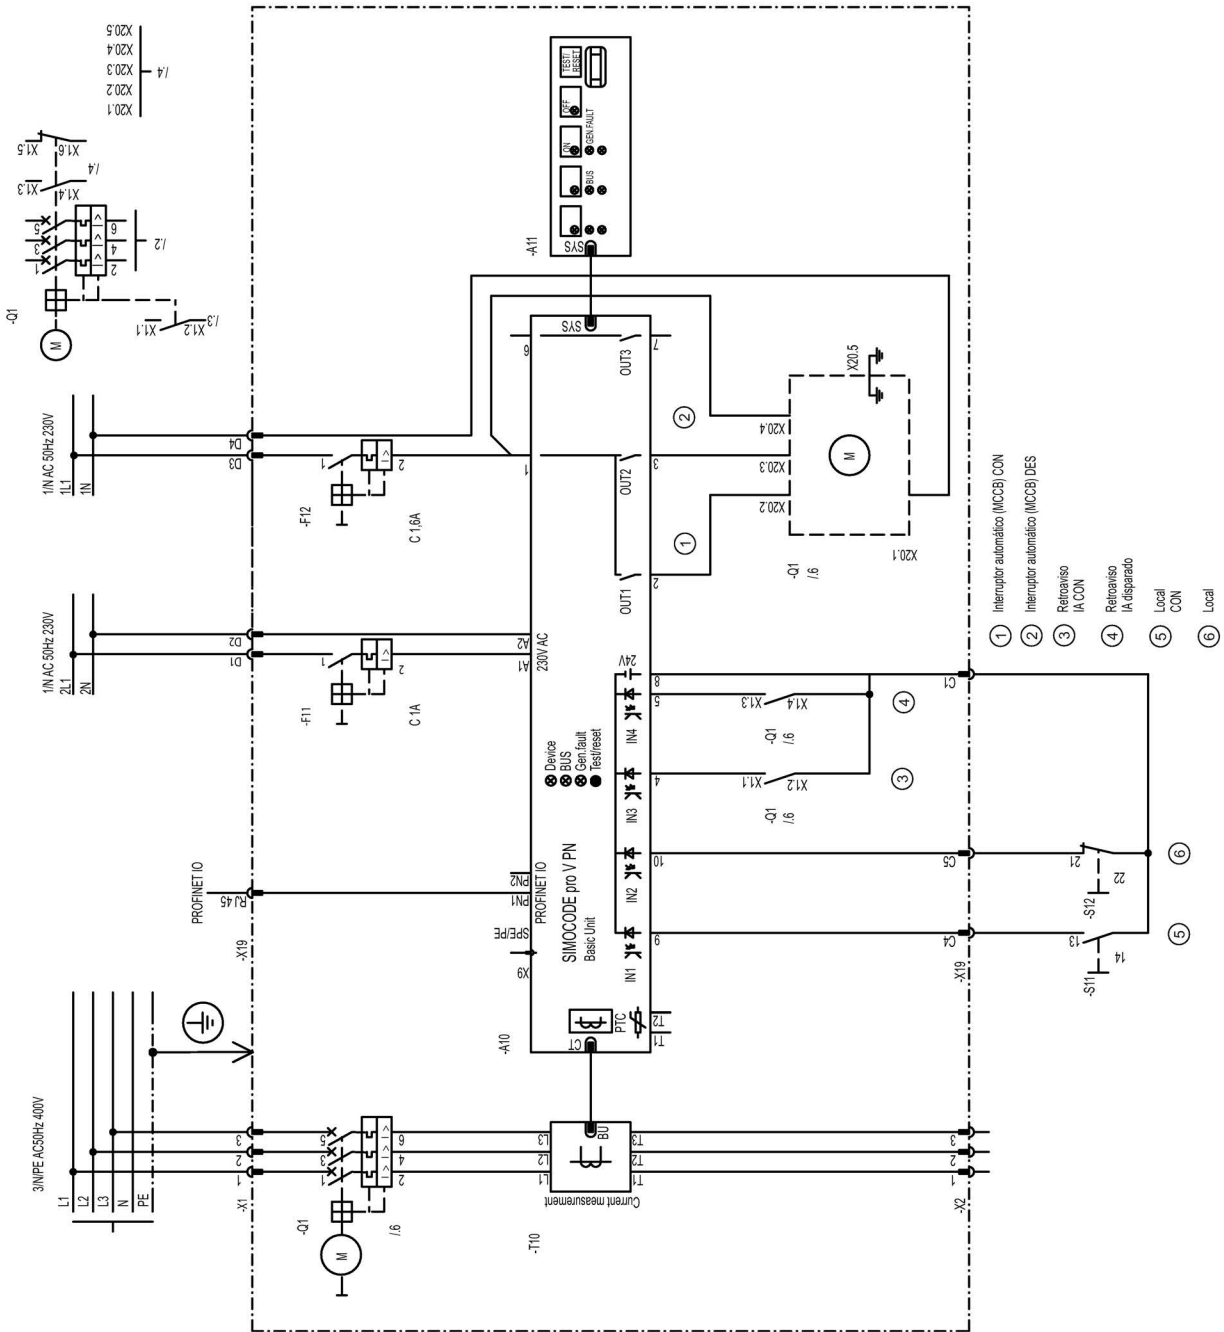 3/N/PE AC50Hz 400V
L1
L2
L3
N
PE
-X1
1
2
3
-Q1
M
/.6
1
3
5
I>
I>
I>
2
4
6
-T10
L1
L2
L3
Current measurement
BU
T1
T2
T3
-X2
1
2
3
PROFINET IO
-X19
RJ 45
-A10
X9
SPE/PE
PN1
PN2
PROFINET IO
SIMOCODE pro V PN
Basic Unit
CT
PTC
T1
T2
Device
BUS
Gen.fault
Test/reset
IN1
IN2
IN3
IN4
24V
9
10
4
5
8
1/N AC 50Hz 230V
2L1
2N
D1
D2
-F11
1
I>
2
C 1A
A1
A2
230V AC
1/N AC 50Hz 230V
1L1
1N
D3
D4
-F12
1
I>
2
C 1,6A
1
6
OUT1
OUT2
OUT3
2
3
7
SYS
1
2
-Q1
/.6
X20.2
X20.3
X20.4
M
X20.1
X20.5
-Q1
/.6
X1.1
X1.2
3
-Q1
/.6
X1.3
X1.4
4
-X19
C4
C5
C1
-S11
13
14
5
-S12
21
22
6
-A11
SYS
BUS
ON
GEN.FAULT
OFF
TEST/
RESET
-Q1
M
1
3
5
I>
I>
I>
2
4
6
/.2
X1.1
X1.2
/.3
X1.3
X1.4
/.4
X1.5
X1.6
X20.1
X20.2
X20.3
X20.4
X20.5
/.4
1 Interruptor automático (MCCB) CON
2 Interruptor automático (MCCB) DES
3 Retroaviso
IA CON
4 Retroaviso
IA disparado
5 Local
CON
6 Local